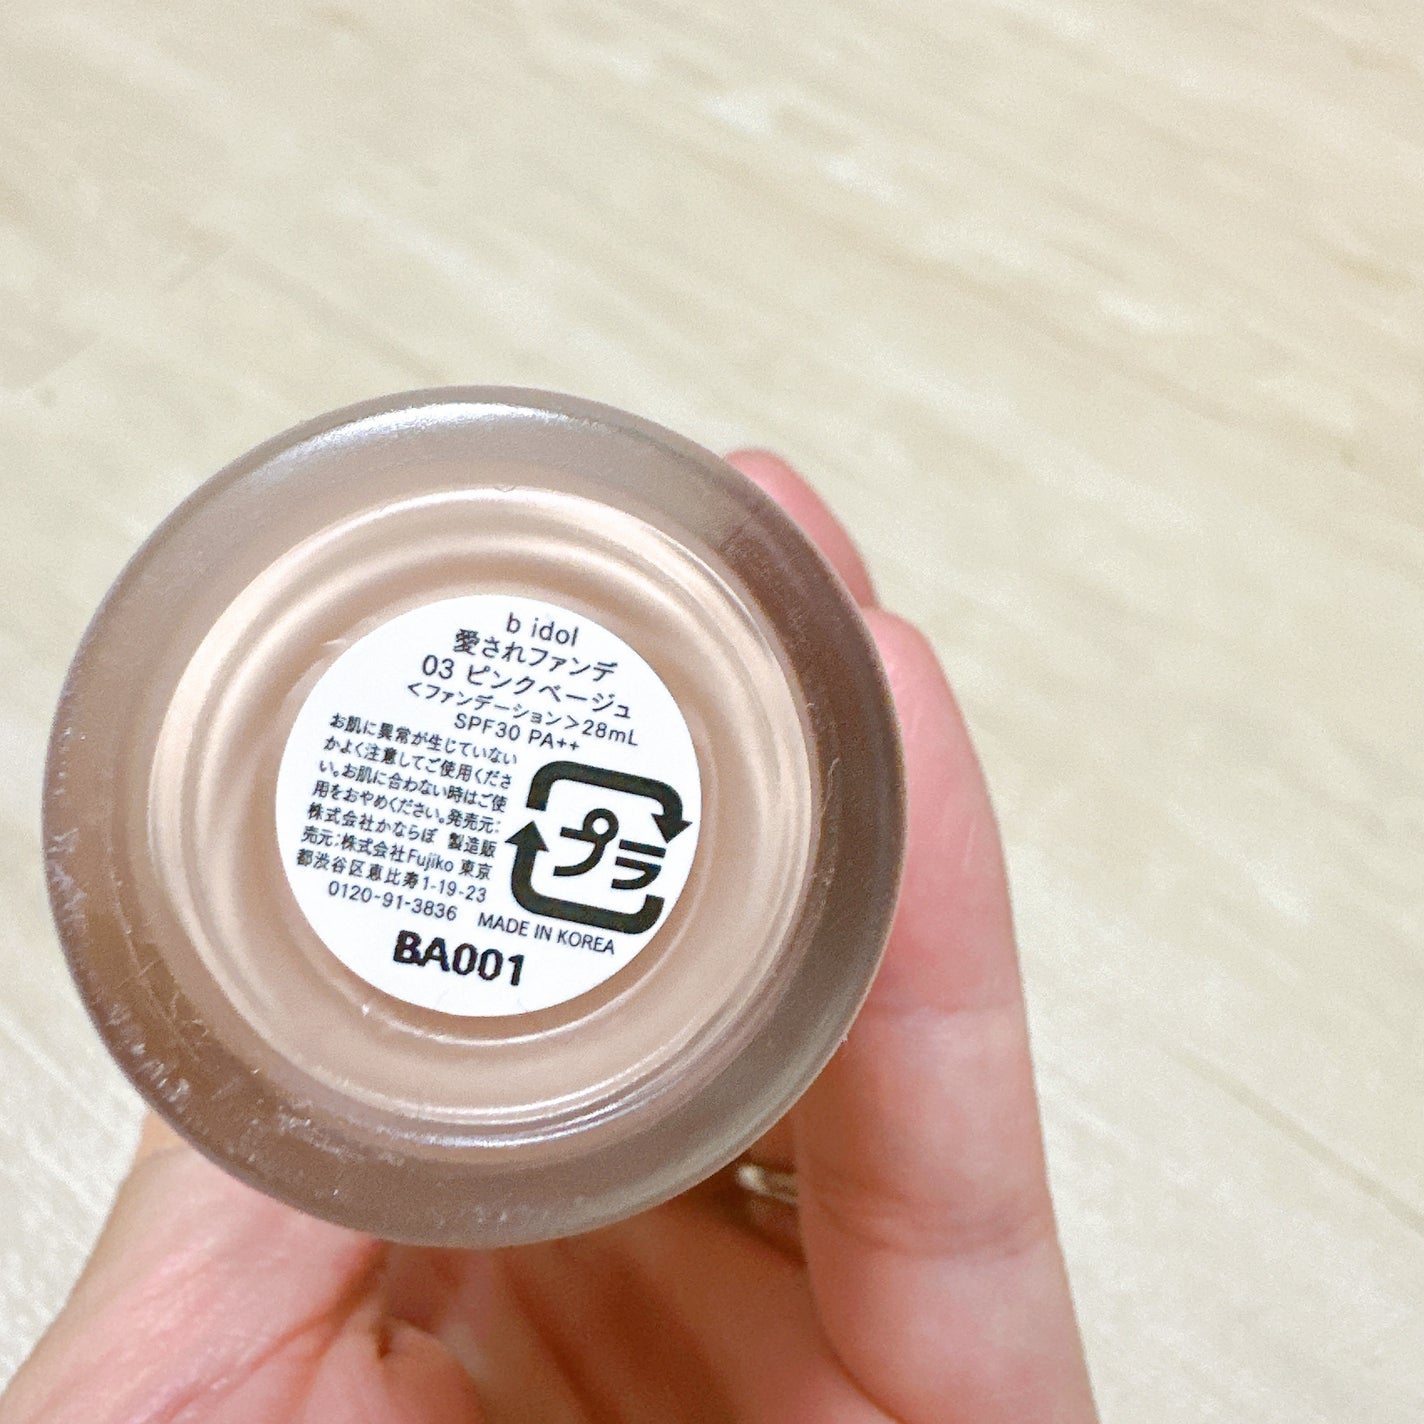 b idol
愛されファンデ
03 ピンクベージュ
<ファンデーション>28mL
SPF30 PA++
お肌に異常が生じていない
かよく注意してご使用くださ
い。お肌に合わない時はご使
用をおやめください。発売元:
株式会社かならぼ 製造販
売元:株式会社Fujiko 東京
都渋谷区恵比寿1-19-23
0120-91-3836 MADE IN KOREA
プラ
BA001